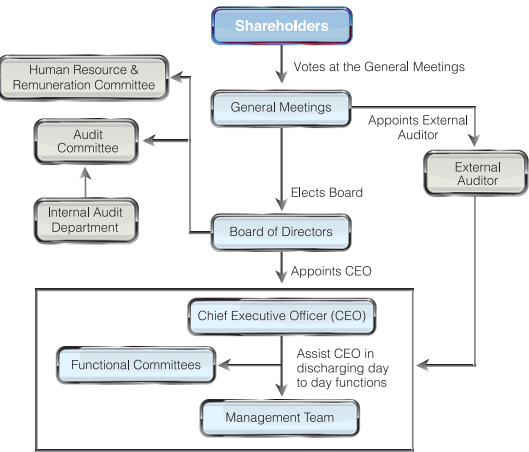 Shareholders
Votes at the General Meetings
Human Resource &
Remuneration Committee
General Meetings
Appoints External
Auditor
Audit
Committee
External
Auditor
Elects Board
Internal Audit
Department
Board of Directors
Appoints CEO
Chief Executive Officer (CEO)
Functional Committees
Assist CEO in
discharging day
to day functions
Management Team